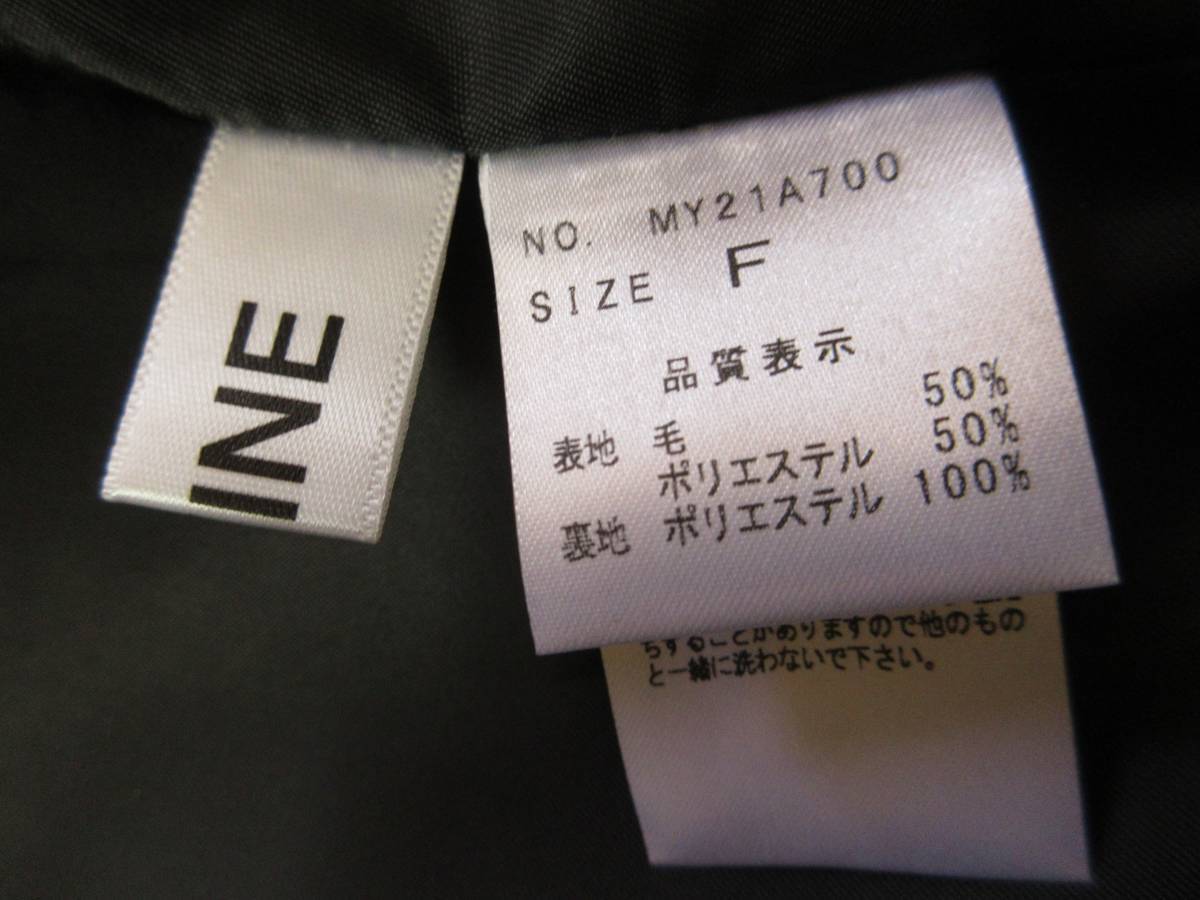 INE
NO. MY21A700
SIZE F
品質表示
表地 毛 50%
ポリエステル 50%
裏地 ポリエステル 100%
ちすることがありますので他のもの
と一緒に洗わないで下さい。